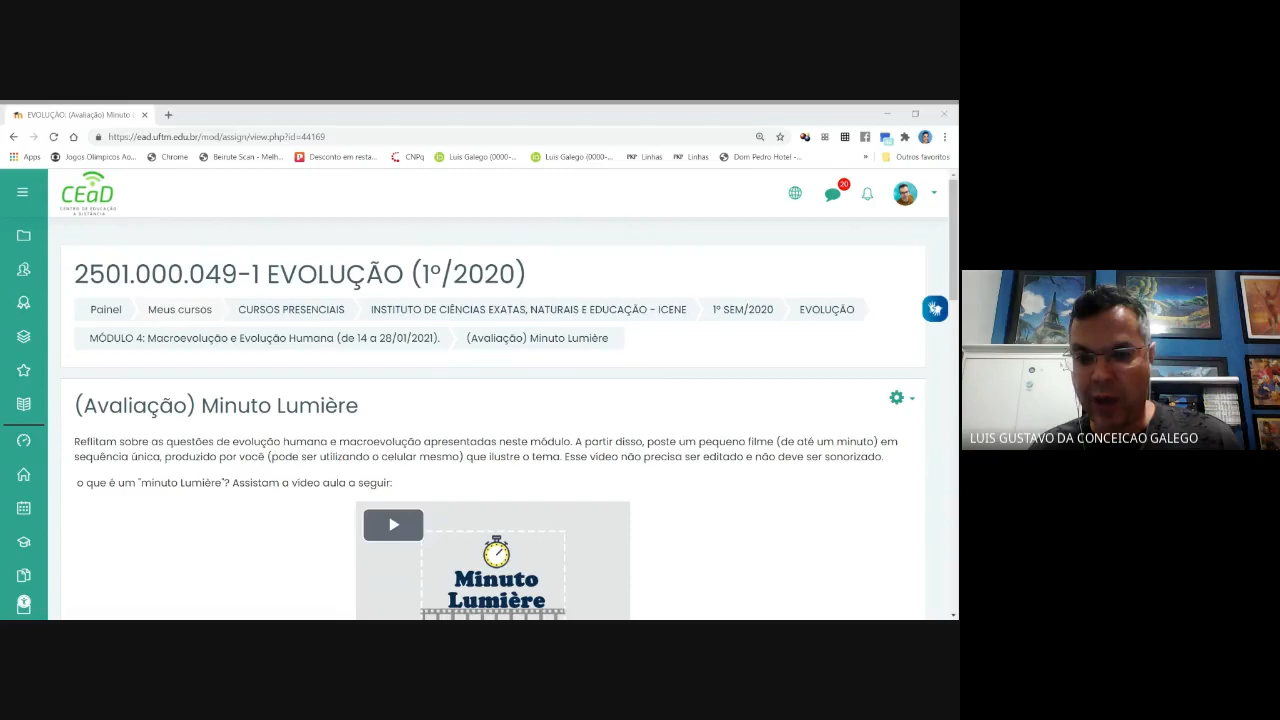 EVOLUÇÃO: (Avaliação) Minuto
https://ead.uftm.edu.br/mod/assign/view.php?id=44169
Apps Jogos Olímpicos Ao... Chrome Beirute Scan - Melh... Desconto em resta... CNPq Luis Galego (0000-... Luis Galego (0000-... PKP Linhas PKP Linhas Dom Pedro Hotel -... » Outros favoritos
CEaD
CENTRO DE EDUCAÇÃO
A DISTÂNCIA
20
2501.000.049-1 EVOLUÇÃO (1º/2020)
Painel Meus cursos CURSOS PRESENCIAIS INSTITUTO DE CIÊNCIAS EXATAS, NATURAIS E EDUCAÇÃO - ICENE 1º SEM/2020 EVOLUÇÃO
MÓDULO 4: Macroevolução e Evolução Humana (de 14 a 28/01/2021). (Avaliação) Minuto Lumière
(Avaliação) Minuto Lumière
Reflitam sobre as questões de evolução humana e macroevolução apresentadas neste módulo. A partir disso, poste um pequeno filme (de até um minuto) em
sequência única, produzido por você (pode ser utilizando o celular mesmo) que ilustre o tema. Esse vídeo não precisa ser editado e não deve ser sonorizado.
o que é um "minuto Lumière"? Assistam a video aula a seguir:
Minuto
Lumière
LUIS GUSTAVO DA CONCEICAO GALEGO